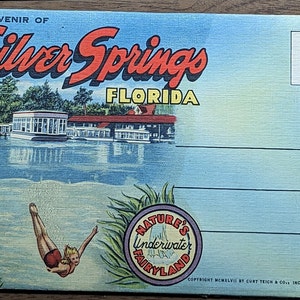 VENIR OF
Silver Springs
FLORIDA
NATURE'S
Underwater
FAIRYLAND
COPYRIGHT MCMXLVII BY CURT TEICH & CO., INC